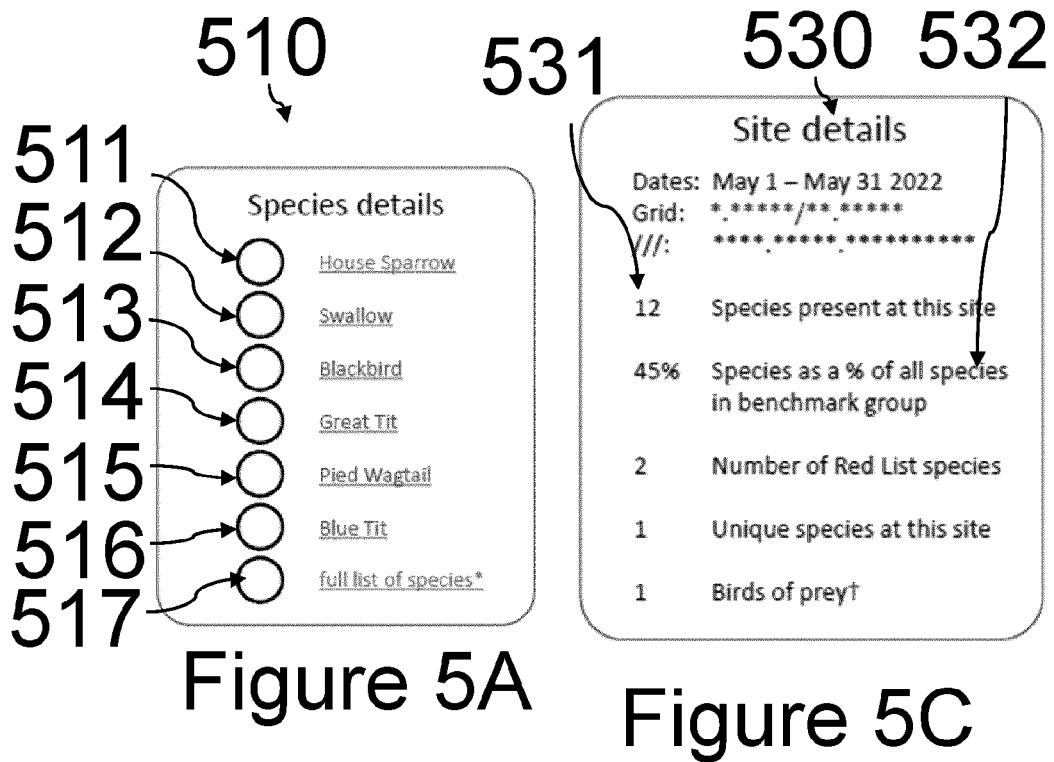 510
511
512
513
514
515
516
517
Species details
House Sparrow
Swallow
Blackbird
Great Tit
Pied Wagtail
Blue Tit
full list of species*
Figure 5A
531
530
532
Site details
Dates: May 1 – May 31 2022
Grid: *.*****/**.*****
///: ****.*****.**********
12 Species present at this site
45% Species as a % of all species
in benchmark group
2 Number of Red List species
1 Unique species at this site
1 Birds of prey†
Figure 5C